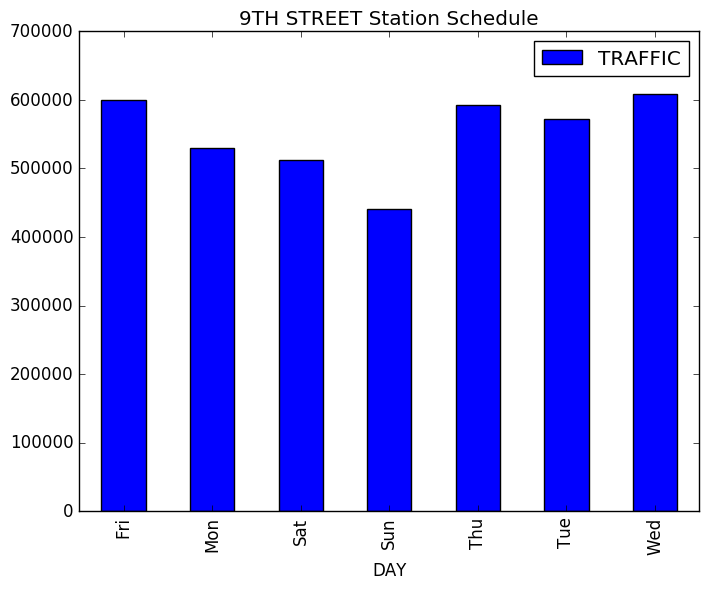 9TH STREET Station Schedule
TRAFFIC
700000
600000
500000
400000
300000
200000
100000
0
Fri
Mon
Sat
Sun
Thu
Tue
Wed
DAY